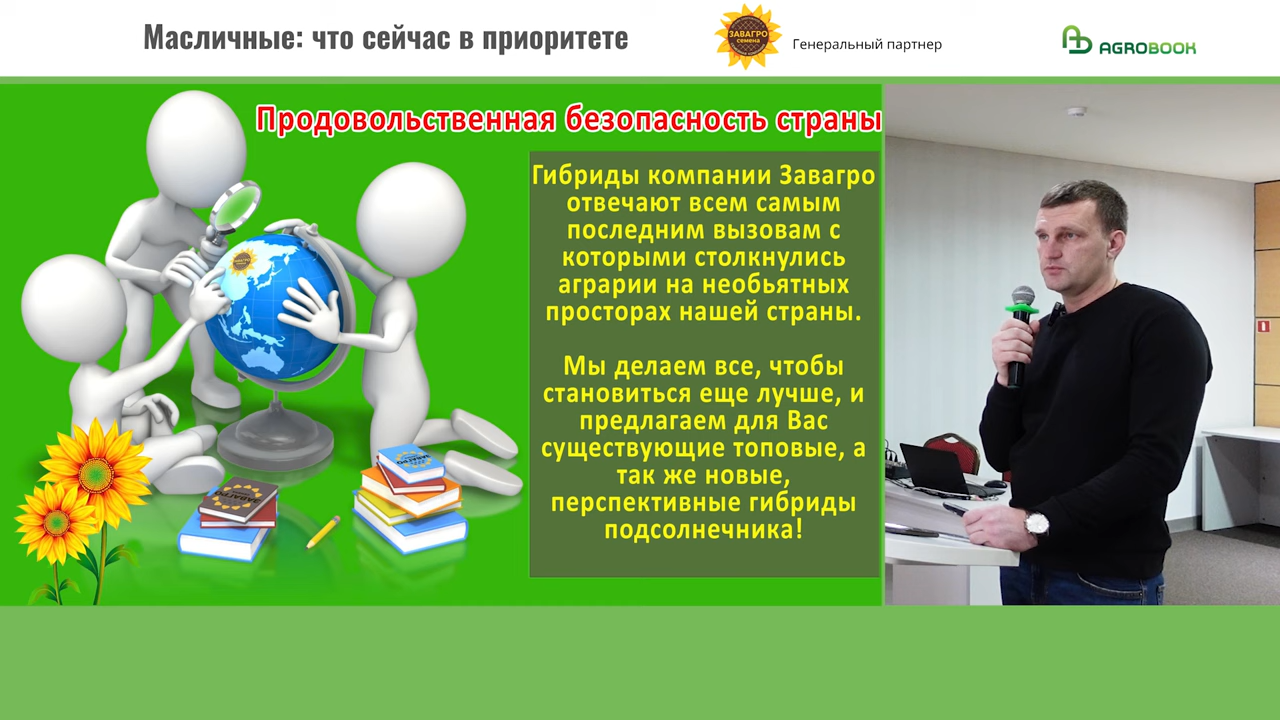 Масличные: что сейчас в приоритете
ЗАВАГРО
семена
Генеральный партнер
AGROBOOK
Продовольственная безопасность страны
Гибриды компании Завагро
отвечают всем самым
последним вызовам с
которыми столкнулись
аграрии на необьятных
просторах нашей страны.
Мы делаем все, чтобы
становиться еще лучше, и
предлагаем для Вас
существующие топовые, а
так же новые,
перспективные гибриды
подсолнечника!
ЗАВАГРО
ЗАВАГРО